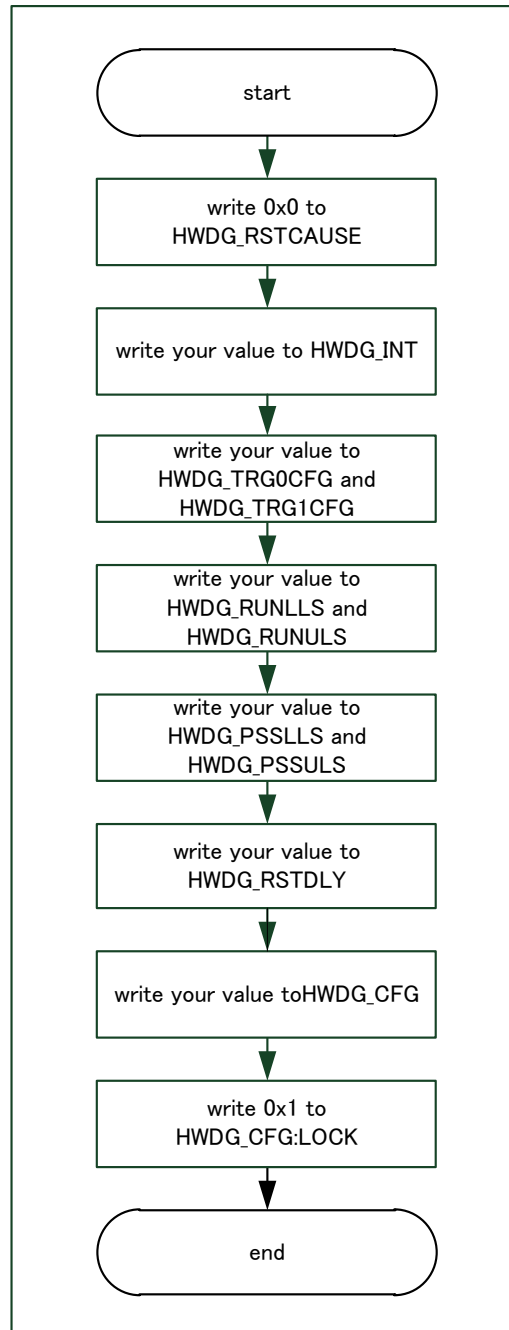 start
write 0x0 to
HWDG_RSTCAUSE
write your value to HWDG_INT
write your value to
HWDG_TRG0CFG and
HWDG_TRG1CFG
write your value to
HWDG_RUNLLS and
HWDG_RUNULS
write your value to
HWDG_PSSLLS and
HWDG_PSSULS
write your value to
HWDG_RSTDLY
write your value toHWDG_CFG
write 0x1 to
HWDG_CFG:LOCK
end